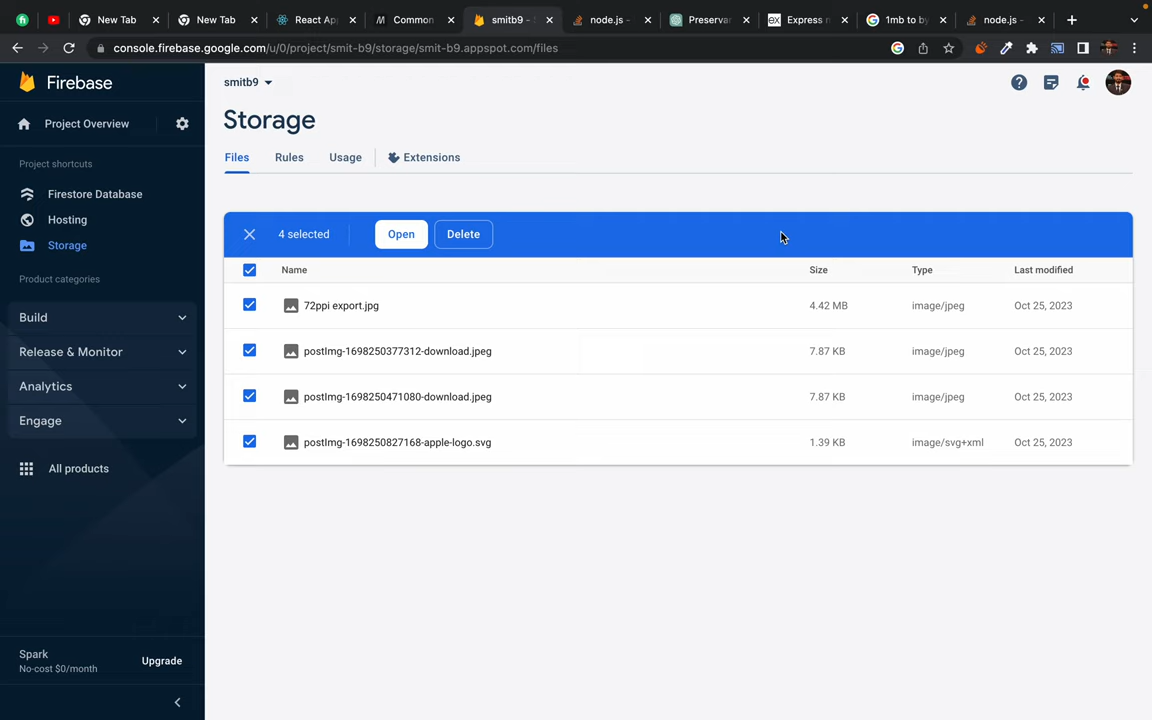 New Tab
New Tab
React Ap
Common
smitb9 - S
node.js -
Preservar
Express n
1mb to by
node.js -
console.firebase.google.com/u/0/project/smit-b9/storage/smit-b9.appspot.com/files
Firebase
smitb9
Project Overview
Storage
Project shortcuts
Files
Rules
Usage
Extensions
Firestore Database
Hosting
Storage
4 selected
Open
Delete
Product categories
Name
Size
Type
Last modified
72ppi export.jpg
4.42 MB
image/jpeg
Oct 25, 2023
Build
postImg-1698250377312-download.jpeg
7.87 KB
image/jpeg
Oct 25, 2023
Release & Monitor
Analytics
postImg-1698250471080-download.jpeg
7.87 KB
image/jpeg
Oct 25, 2023
Engage
postImg-1698250827168-apple-logo.svg
1.39 KB
image/svg+xml
Oct 25, 2023
All products
Spark
No-cost $0/month
Upgrade